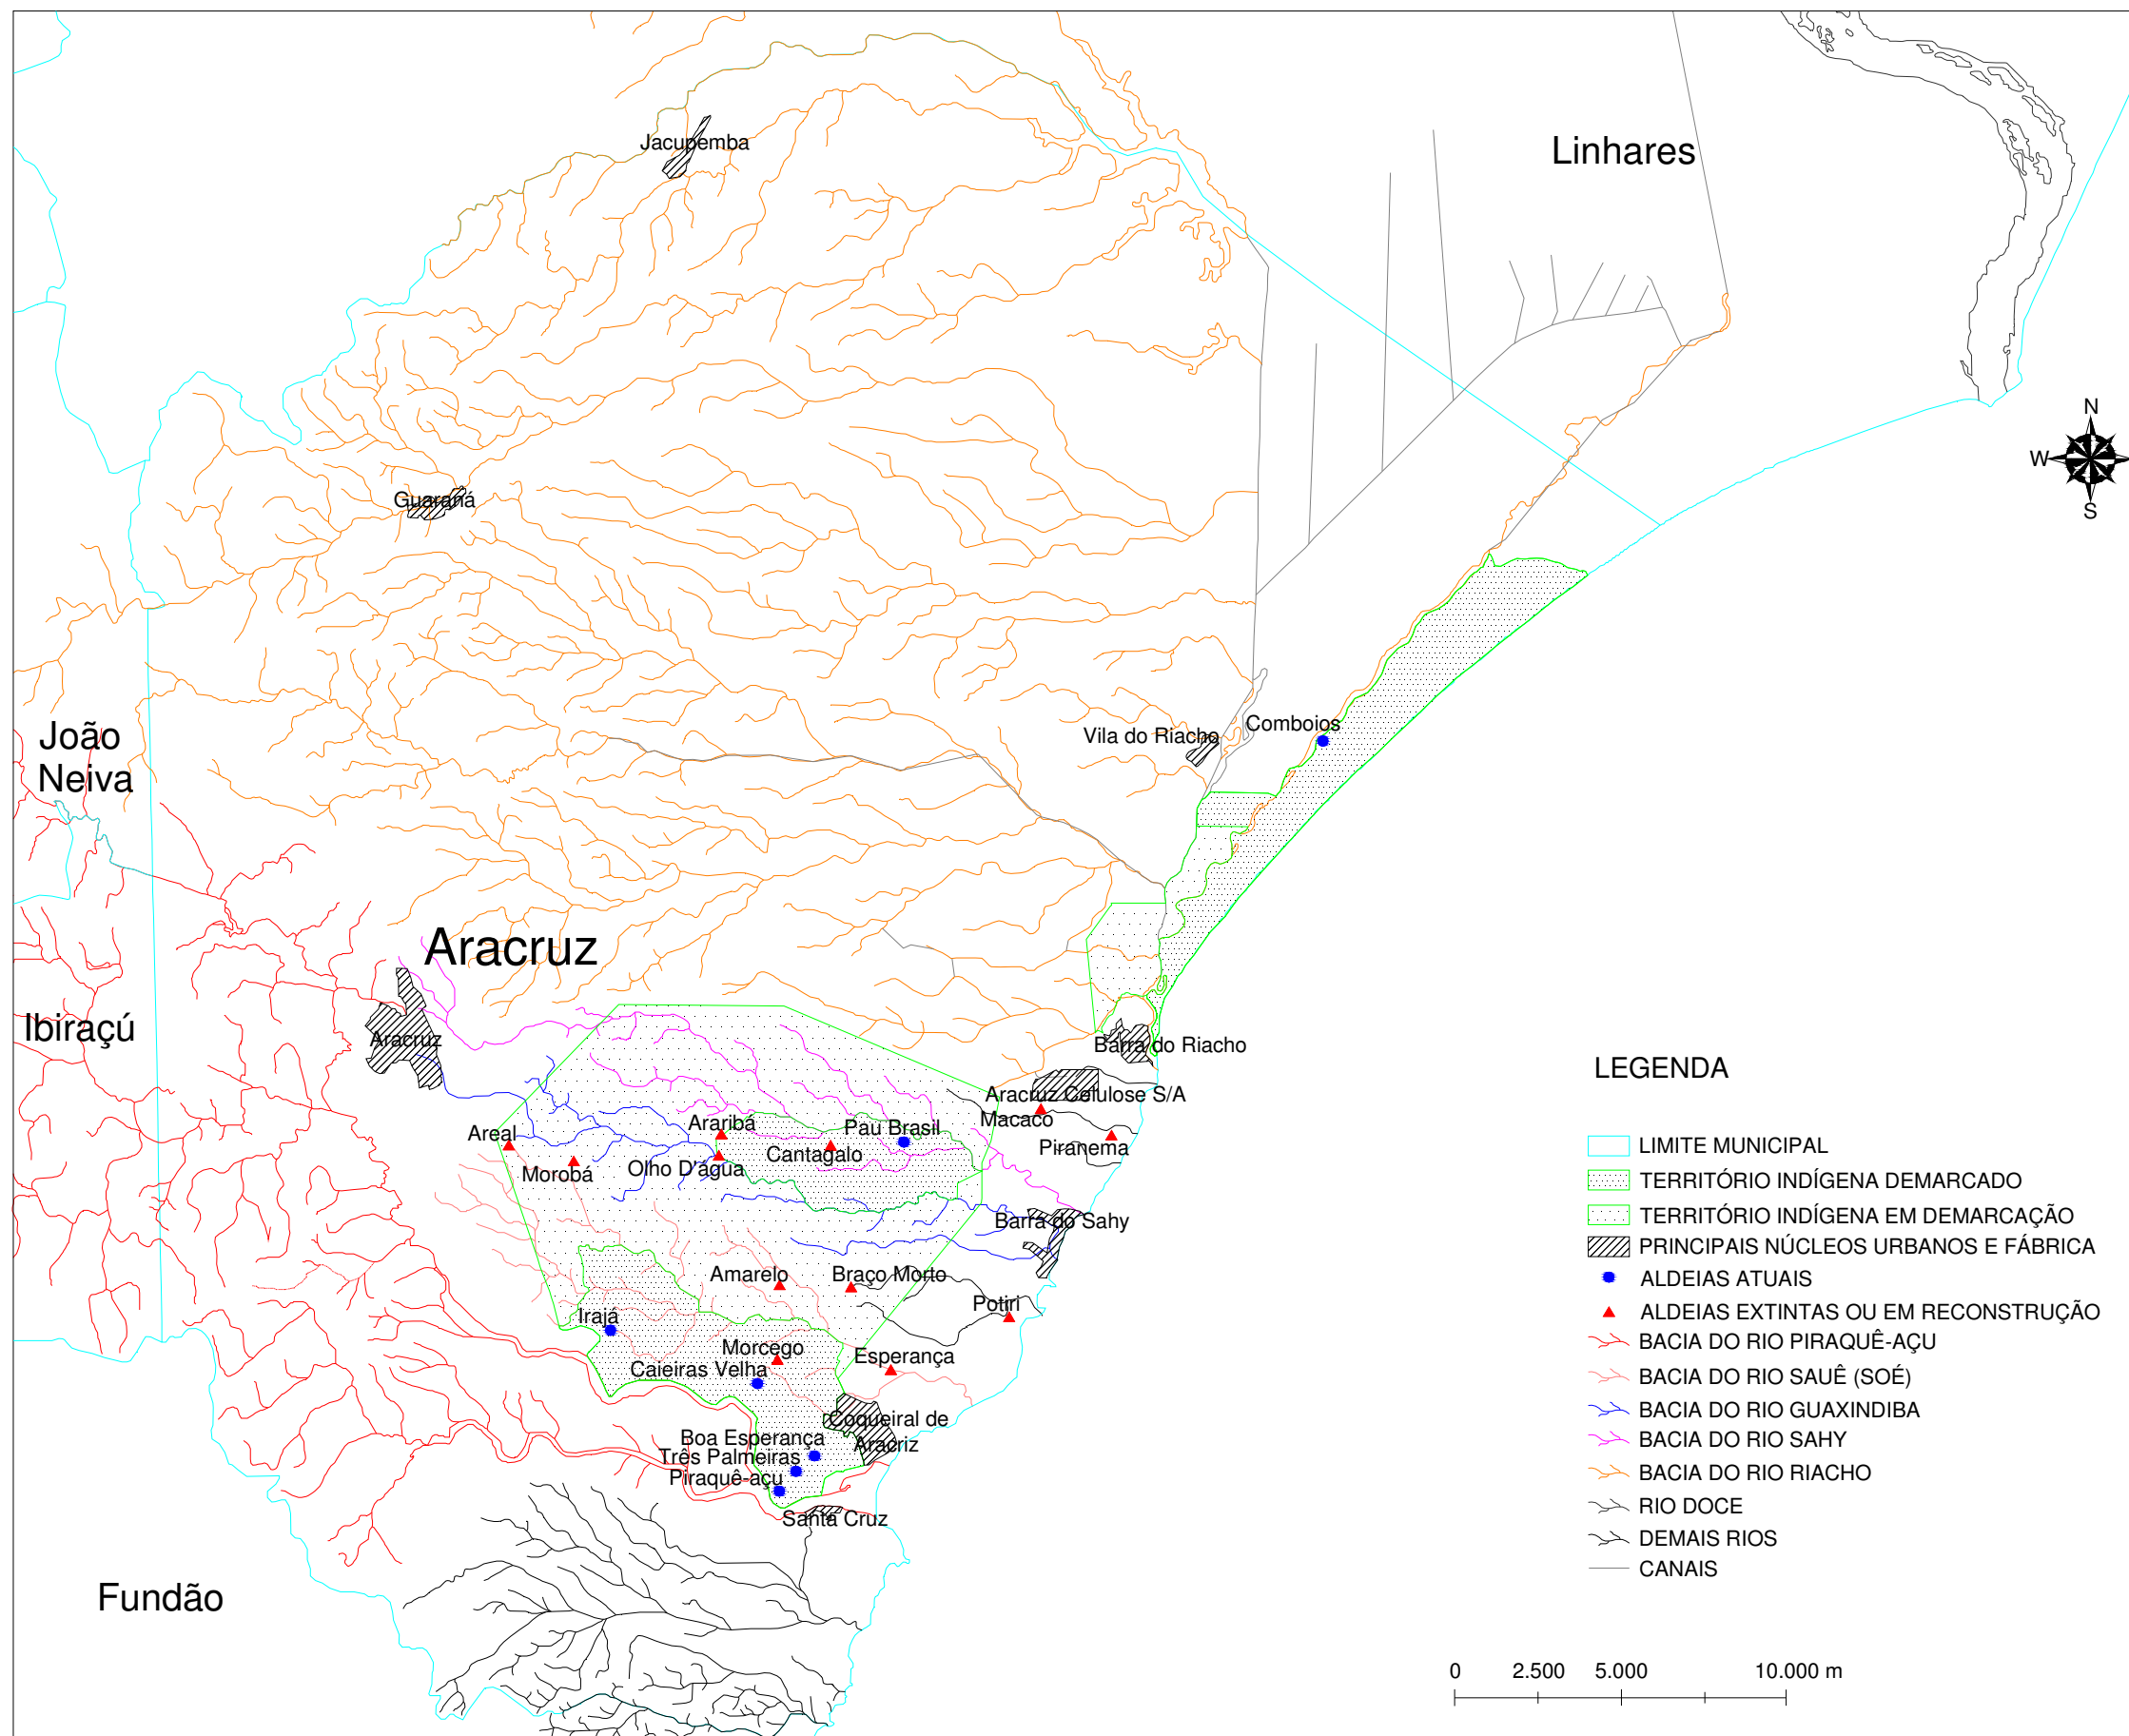 Jacupemba
Linhares
N
W
S
Guaraná
João
Neiva
Vila do Riacho
Comboios
Aracruz
Ibiraçú
Aracruz
Barra do Riacho
Aracruz Celulose S/A
Macaco
Piranema
Areal
Araribá
Pau Brasil
Cantagalo
Morobá
Olho D'água
Barra do Sahy
Amarelo
Braço Morto
Potiri
Irajá
Morcego
Esperança
Caieiras Velha
Coqueiral de
Aracriz
Boa Esperança
Três Palmeiras
Piraquê-açu
Santa Cruz
Fundão
LEGENDA
LIMITE MUNICIPAL
TERRITÓRIO INDÍGENA DEMARCADO
TERRITÓRIO INDÍGENA EM DEMARCAÇÃO
PRINCIPAIS NÚCLEOS URBANOS E FÁBRICA
ALDEIAS ATUAIS
ALDEIAS EXTINTAS OU EM RECONSTRUÇÃO
BACIA DO RIO PIRAQUÊ-AÇU
BACIA DO RIO SAUÊ (SOÉ)
BACIA DO RIO GUAXINDIBA
BACIA DO RIO SAHY
BACIA DO RIO RIACHO
RIO DOCE
DEMAIS RIOS
CANAIS
0 2.500 5.000 10.000 m